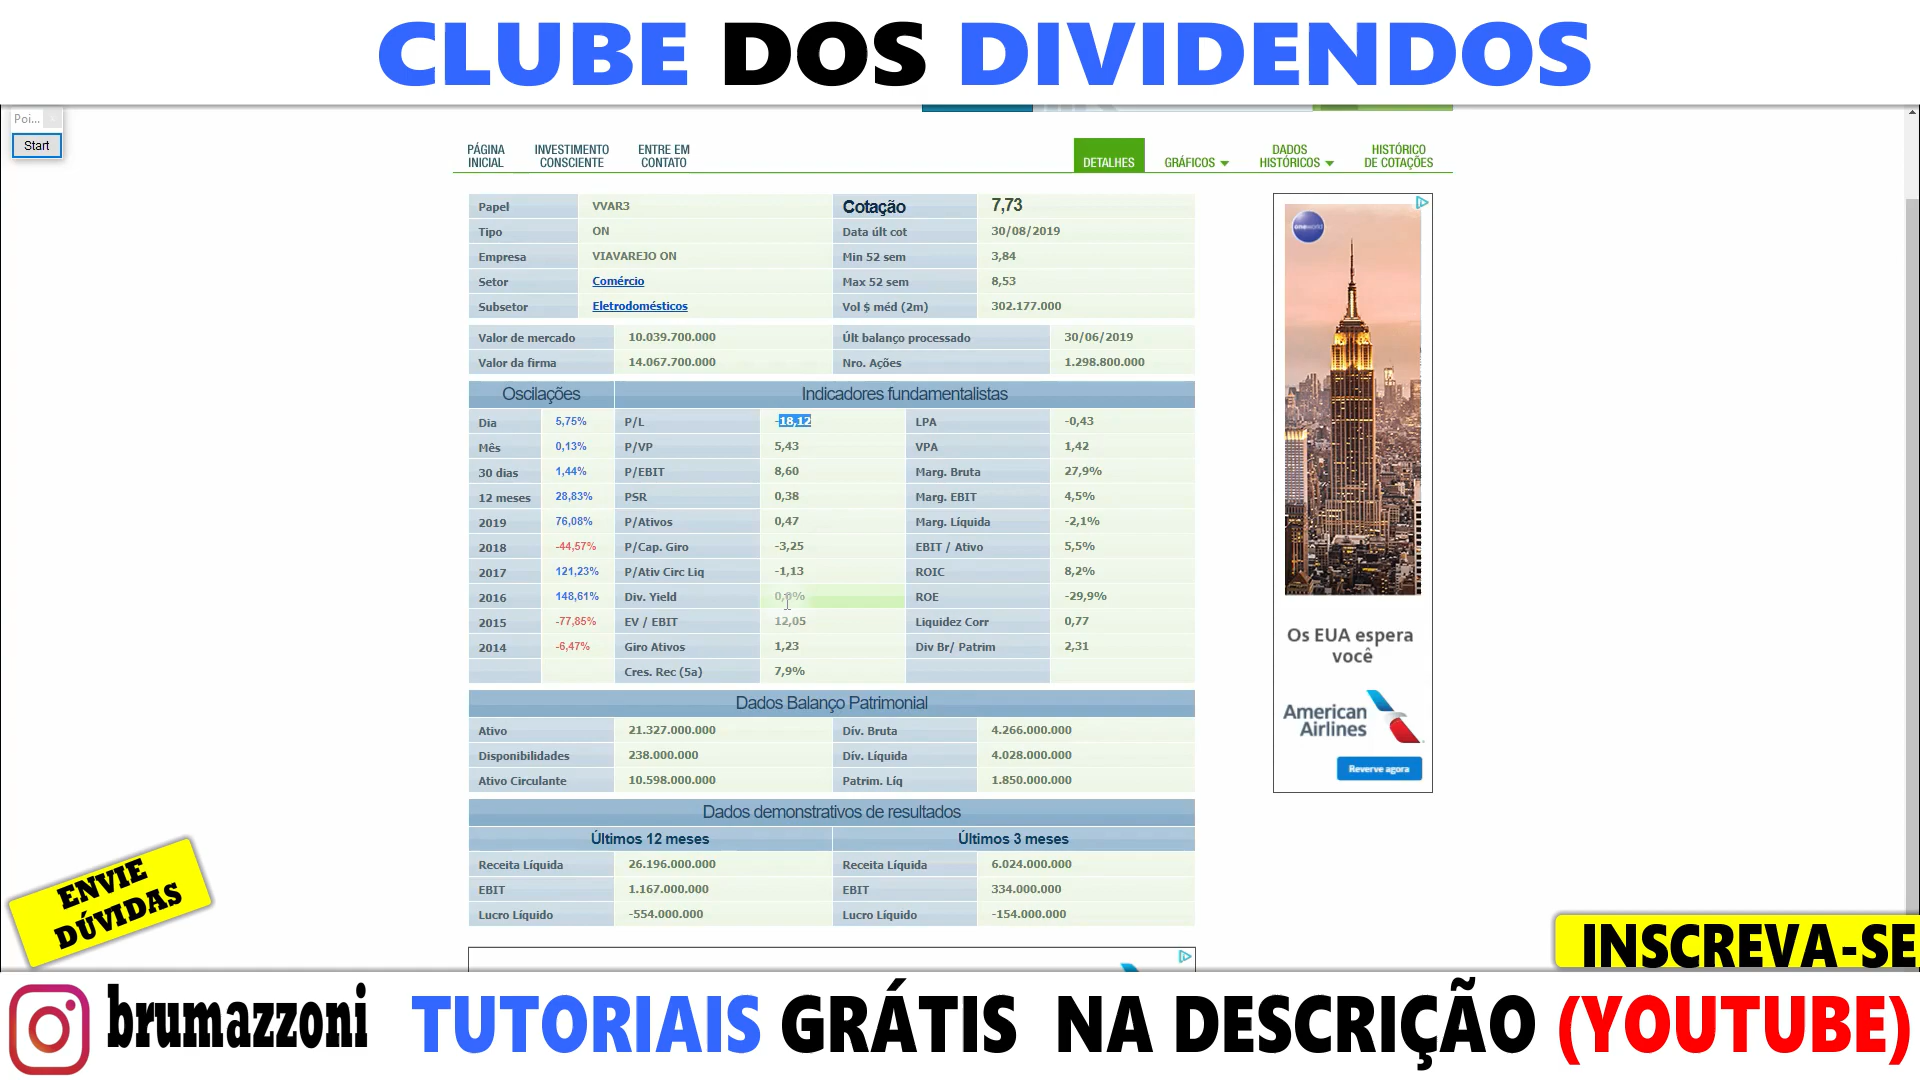 CLUBE DOS DIVIDENDOS
Poi...
Start
PÁGINA INICIAL
INVESTIMENTO CONSCIENTE
ENTRE EM CONTATO
DETALHES
GRÁFICOS
DADOS HISTÓRICOS
HISTÓRICO DE COTAÇÕES
Papel VVAR3 Cotação 7,73
Tipo ON Data últ cot 30/08/2019
Empresa VIAVAREJO ON Min 52 sem 3,84
Setor Comércio Max 52 sem 8,53
Subsetor Eletrodomésticos Vol $ méd (2m) 302.177.000
Valor de mercado 10.039.700.000 Últ balanço processado 30/06/2019
Valor da firma 14.067.700.000 Nro. Ações 1.298.800.000
Oscilações Indicadores fundamentalistas
Dia 5,75% P/L -18,12 LPA -0,43
Mês 0,13% P/VP 5,43 VPA 1,42
30 dias 1,44% P/EBIT 8,60 Marg. Bruta 27,9%
12 meses 28,83% PSR 0,38 Marg. EBIT 4,5%
2019 76,08% P/Ativos 0,47 Marg. Líquida -2,1%
2018 -44,57% P/Cap. Giro -3,25 EBIT / Ativo 5,5%
2017 121,23% P/Ativ Circ Liq -1,13 ROIC 8,2%
2016 148,61% Div. Yield 0,0% ROE -29,9%
2015 -77,85% EV / EBIT 12,05 Liquidez Corr 0,77
2014 -6,47% Giro Ativos 1,23 Div Br/ Patrim 2,31
Cres. Rec (5a) 7,9%
Dados Balanço Patrimonial
Ativo 21.327.000.000 Dív. Bruta 4.266.000.000
Disponibilidades 238.000.000 Dív. Líquida 4.028.000.000
Ativo Circulante 10.598.000.000 Patrim. Líq 1.850.000.000
Dados demonstrativos de resultados
Últimos 12 meses Últimos 3 meses
Receita Líquida 26.196.000.000 Receita Líquida 6.024.000.000
EBIT 1.167.000.000 EBIT 334.000.000
Lucro Líquido -554.000.000 Lucro Líquido -154.000.000
oneworld
Os EUA espera
você
American
Airlines
Reverve agora
ENVIE
DÚVIDAS
INSCREVA-SE
brumazzoni TUTORIAIS GRÁTIS NA DESCRIÇÃO (YOUTUBE)